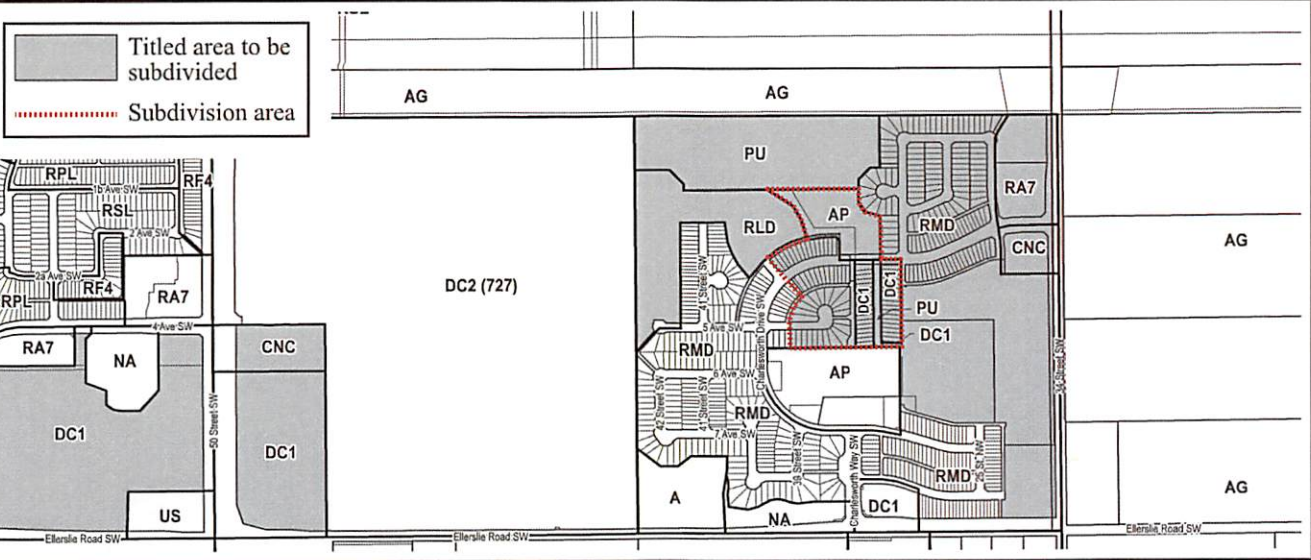 Titled area to be
subdivided
Subdivision area
AG
AG
PU
RPL
RF4
1b Ave SW
RSL
2 Ave SW
2a Ave SW
RF4
RPL
RA7
4 Ave SW
RA7
NA
DC1
US
50 Street SW
CNC
DC1
DC2 (727)
RLD
AP
RMD
RA7
CNC
AG
41 Street SW
DC1
DC1
PU
DC1
5 Ave SW
RMD
Charlesworth Drive SW
AP
6 Ave SW
42 Street SW
41 Street SW
RMD
7 Ave SW
39 Street SW
Charlesworth Way SW
RMD
25 St. NW
34 Street SW
A
NA
DC1
AG
Ellerslie Road SW
Ellerslie Road SW
Ellerslie Road SW